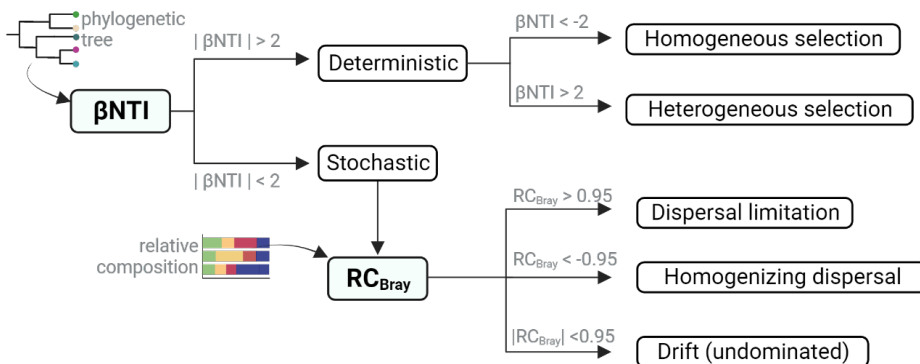 phylogenetic
tree
βNTI
| βNTI | > 2
Deterministic
βNTI < -2
Homogeneous selection
βNTI > 2
Heterogeneous selection
| βNTI | < 2
Stochastic
relative
composition
RCBray
RCBray > 0.95
Dispersal limitation
RCBray < -0.95
Homogenizing dispersal
|RCBray| <0.95
Drift (undominated)